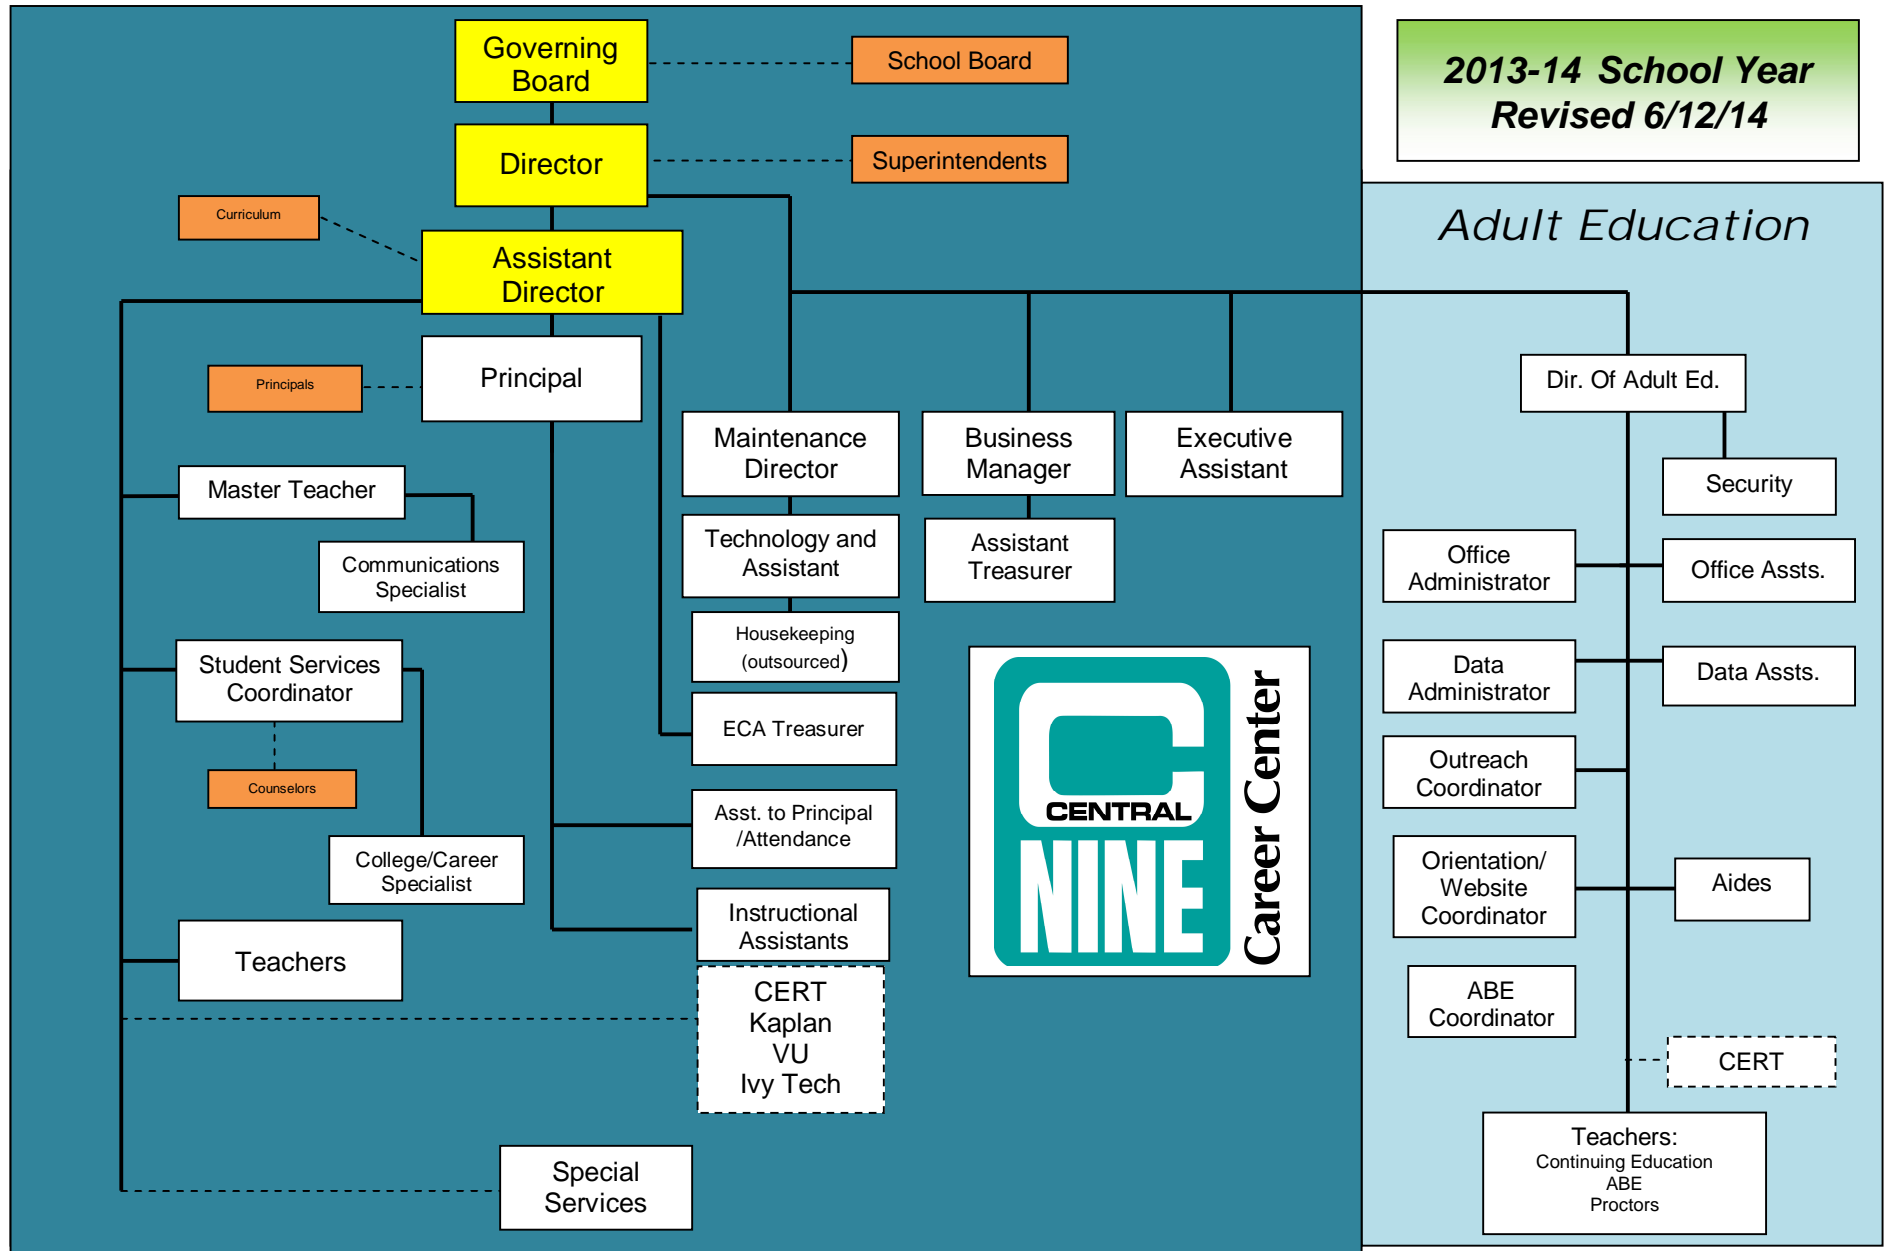 Governing
Board
School Board
2013-14 School Year
Revised 6/12/14
Director
Superintendents
Curriculum
Adult Education
Assistant
Director
Principals
Principal
Dir. Of Adult Ed.
Maintenance
Director
Business
Manager
Executive
Assistant
Security
Master Teacher
Communications
Specialist
Technology and
Assistant
Assistant
Treasurer
Office
Administrator
Office Assts.
Housekeeping
(outsourced)
Student Services
Coordinator
Data
Administrator
Data Assts.
ECA Treasurer
Counselors
Outreach
Coordinator
Asst. to Principal
/Attendance
College/Career
Specialist
C
CENTRAL
NINE
Career Center
Orientation/
Website
Coordinator
Aides
Instructional
Assistants
Teachers
CERT
Kaplan
VU
Ivy Tech
ABE
Coordinator
CERT
Special
Services
Teachers:
Continuing Education
ABE
Proctors